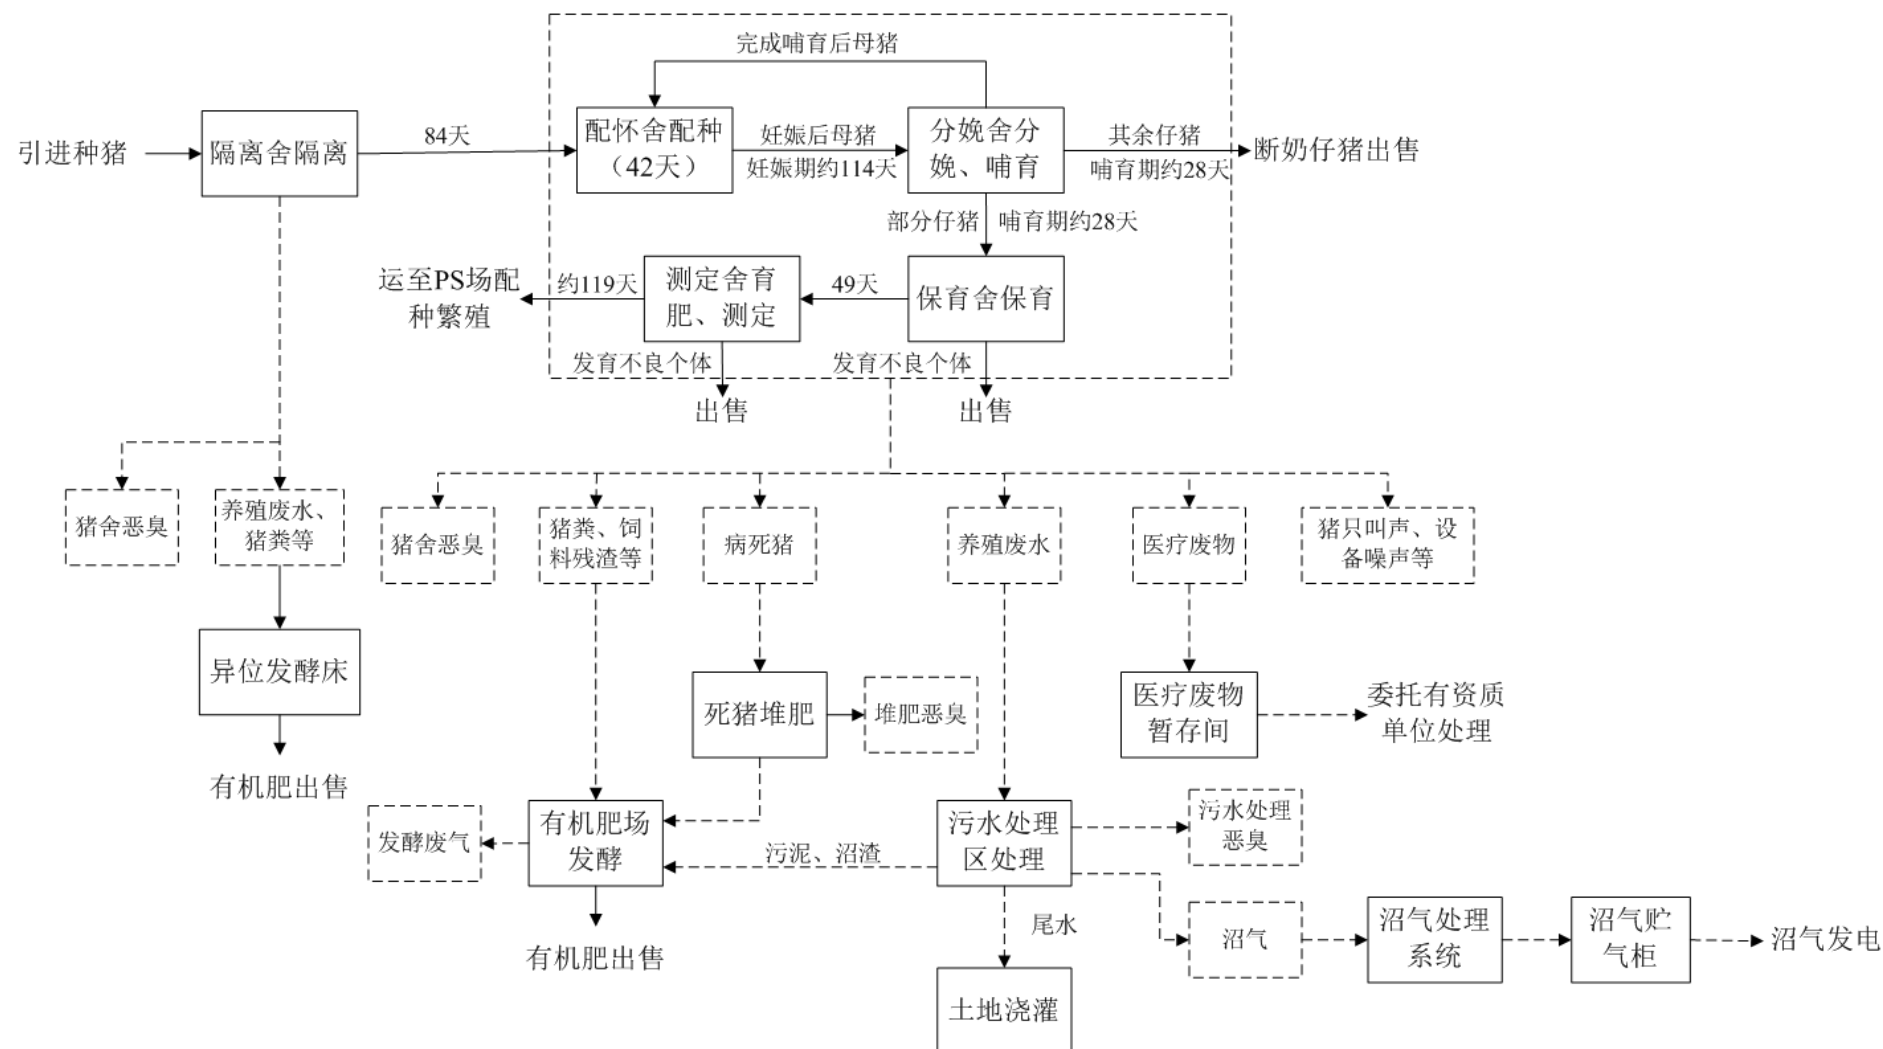 完成哺育后母猪
引进种猪
隔离舍隔离
84天
配怀舍配种
（42天）
妊娠后母猪
妊娠期约114天
分娩舍分
娩、哺育
其余仔猪
哺育期约28天
断奶仔猪出售
部分仔猪
哺育期约28天
运至PS场配
种繁殖
约119天
测定舍育
肥、测定
49天
保育舍保育
发育不良个体
发育不良个体
出售
出售
猪舍恶臭
养殖废水、
猪粪等
猪舍恶臭
猪粪、饲
料残渣等
病死猪
养殖废水
医疗废物
猪只叫声、设
备噪声等
异位发酵床
死猪堆肥
堆肥恶臭
医疗废物
暂存间
委托有资质
单位处理
有机肥出售
发酵废气
有机肥场
发酵
污泥、沼渣
污水处理
区处理
污水处理
恶臭
尾水
沼气
沼气处理
系统
沼气贮
气柜
沼气发电
有机肥出售
土地浇灌